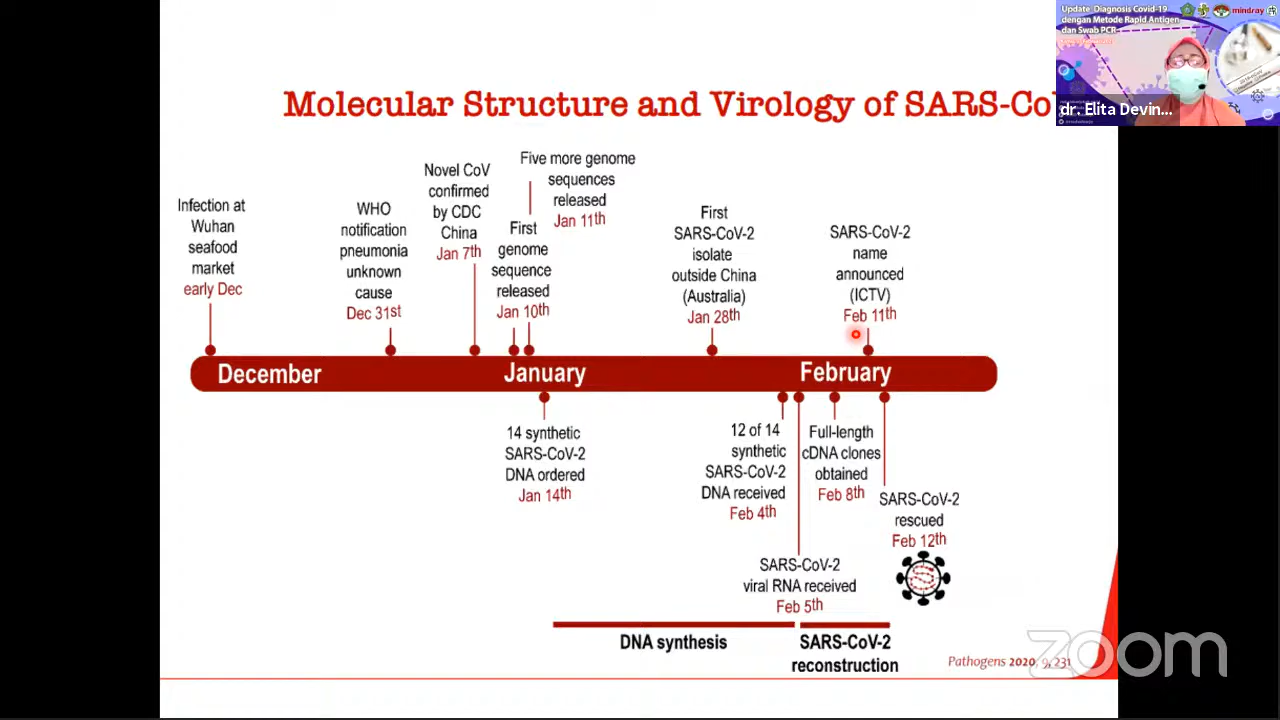 Update Diagnosis Covid-19
dengan Metode Rapid Antigen
dan Swab PCR
mindray
dr. Elita Devin...
Molecular Structure and Virology of SARS-Co
Infection at
Wuhan
seafood
market
early Dec
WHO
notification
pneumonia
unknown
cause
Dec 31st
Novel CoV
confirmed
by CDC
China
Jan 7th
First
genome
sequence
released
Jan 10th
Five more genome
sequences
released
Jan 11th
First
SARS-CoV-2
isolate
outside China
(Australia)
Jan 28th
SARS-CoV-2
name
announced
(ICTV)
Feb 11th
December
January
February
14 synthetic
SARS-CoV-2
DNA ordered
Jan 14th
12 of 14
synthetic
SARS-CoV-2
DNA received
Feb 4th
SARS-CoV-2
viral RNA received
Feb 5th
Full-length
cDNA clones
obtained
Feb 8th
SARS-CoV-2
rescued
Feb 12th
DNA synthesis
SARS-CoV-2
reconstruction
Pathogens 2020, 9, 231
zoom